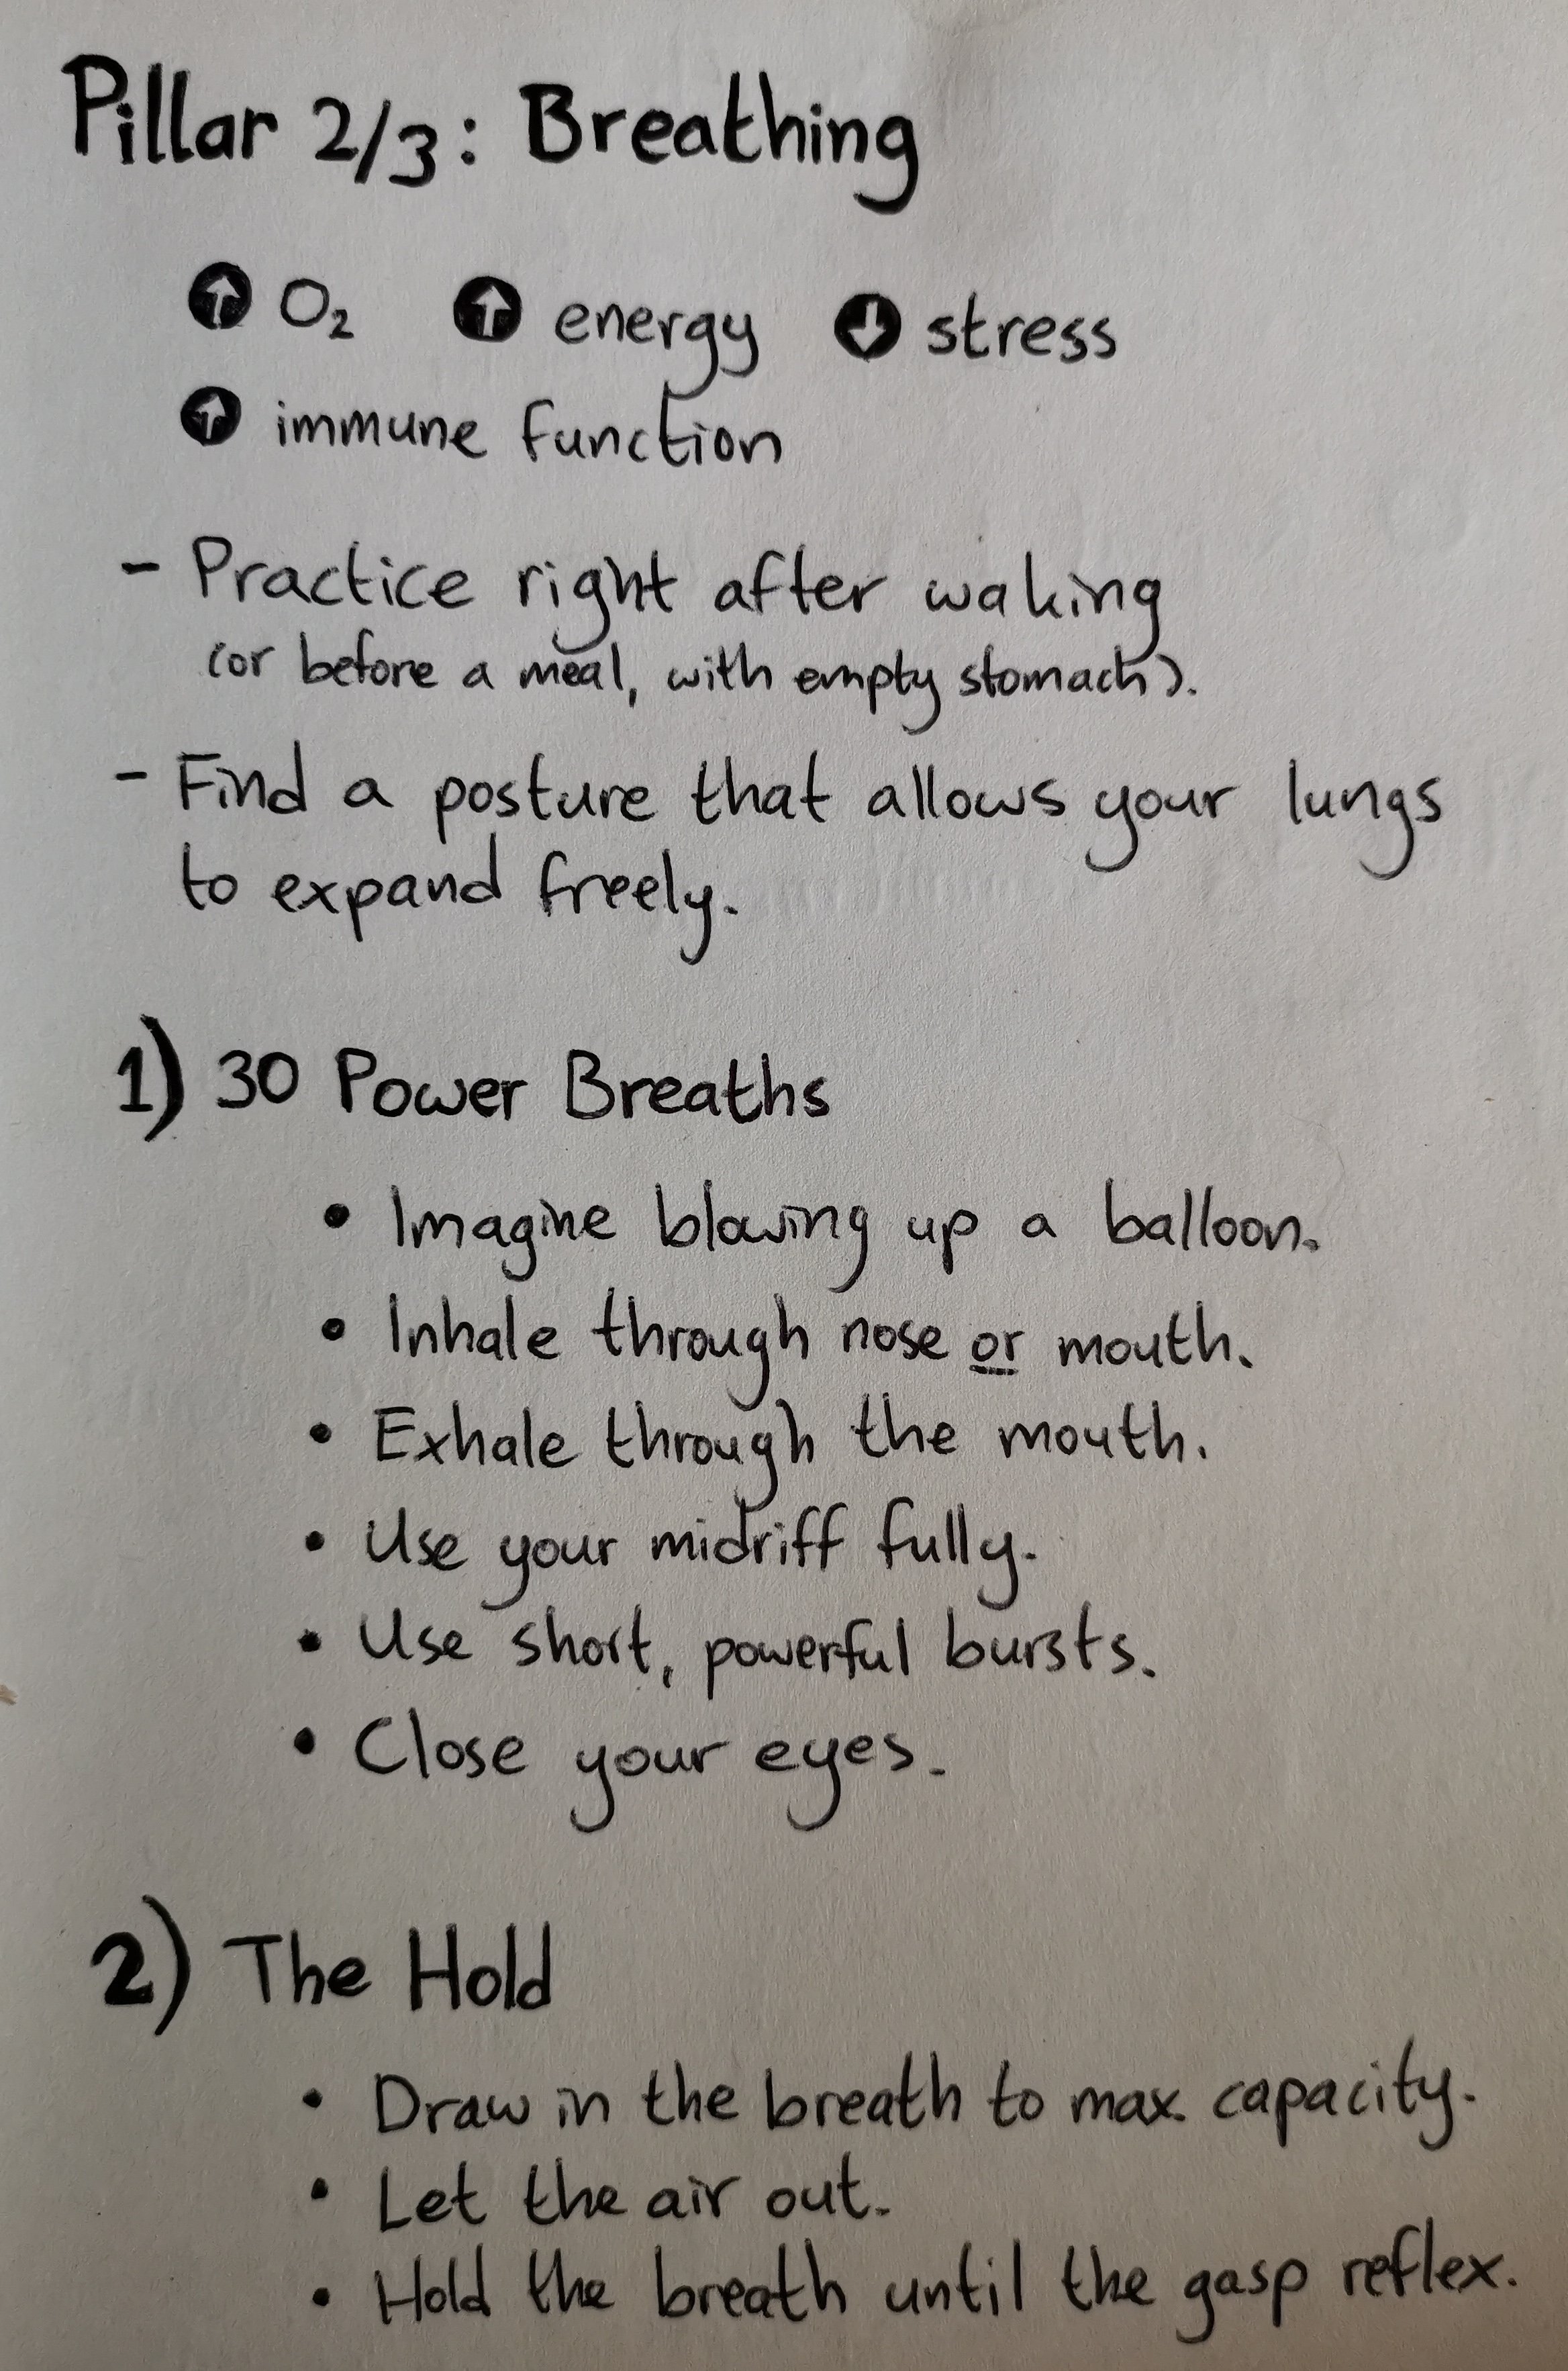 Pillar 2/3: Breathing
⬆ O₂ ⬆ energy ⬇ stress
⬆ immune function
- Practice right after waking
(or before a meal, with empty stomach).
- Find a posture that allows your lungs
to expand freely.
1) 30 Power Breaths
• Imagine blowing up a balloon.
• Inhale through nose or mouth.
• Exhale through the mouth.
• Use your midriff fully.
• Use short, powerful bursts.
• Close your eyes.
2) The Hold
• Draw in the breath to max. capacity.
• Let the air out.
• Hold the breath until the gasp reflex.